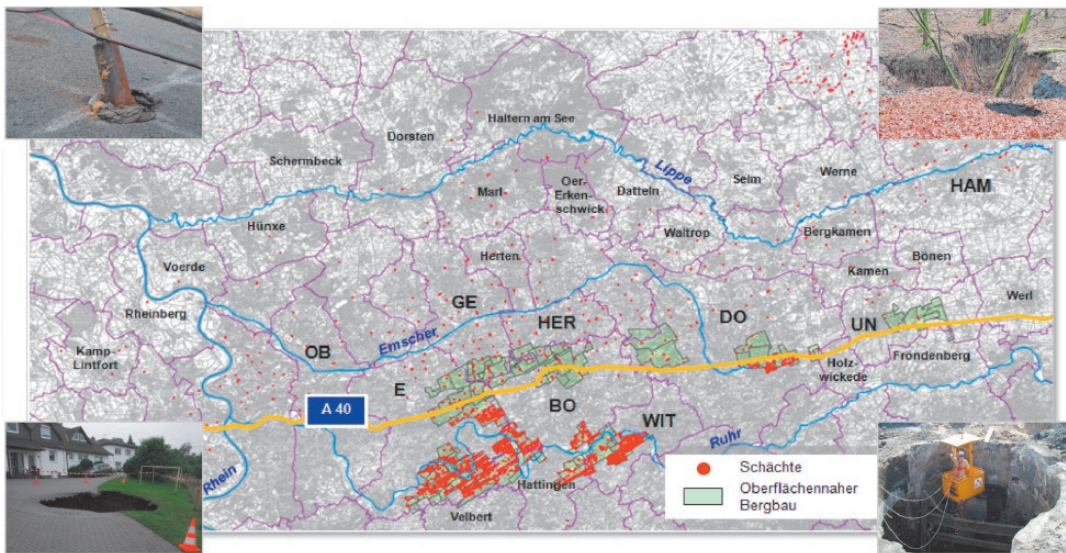 Haltern am See
Dorsten
Schermbeck
Lippe
Marl
Oer-
Erken-
schwick
Datteln
Selm
Werne
HAM
Hünxe
Waltrop
Bergkamen
Voerde
Herten
Kamen
Bönen
Rheinberg
GE
Emscher
HER
DO
UN
Werl
Kamp-
Lintfort
OB
E
Holz-
wickede
Frondenberg
A 40
BO
WIT
Ruhr
Rhein
Hattingen
Velbert
Schächte
Oberflächennaher
Bergbau